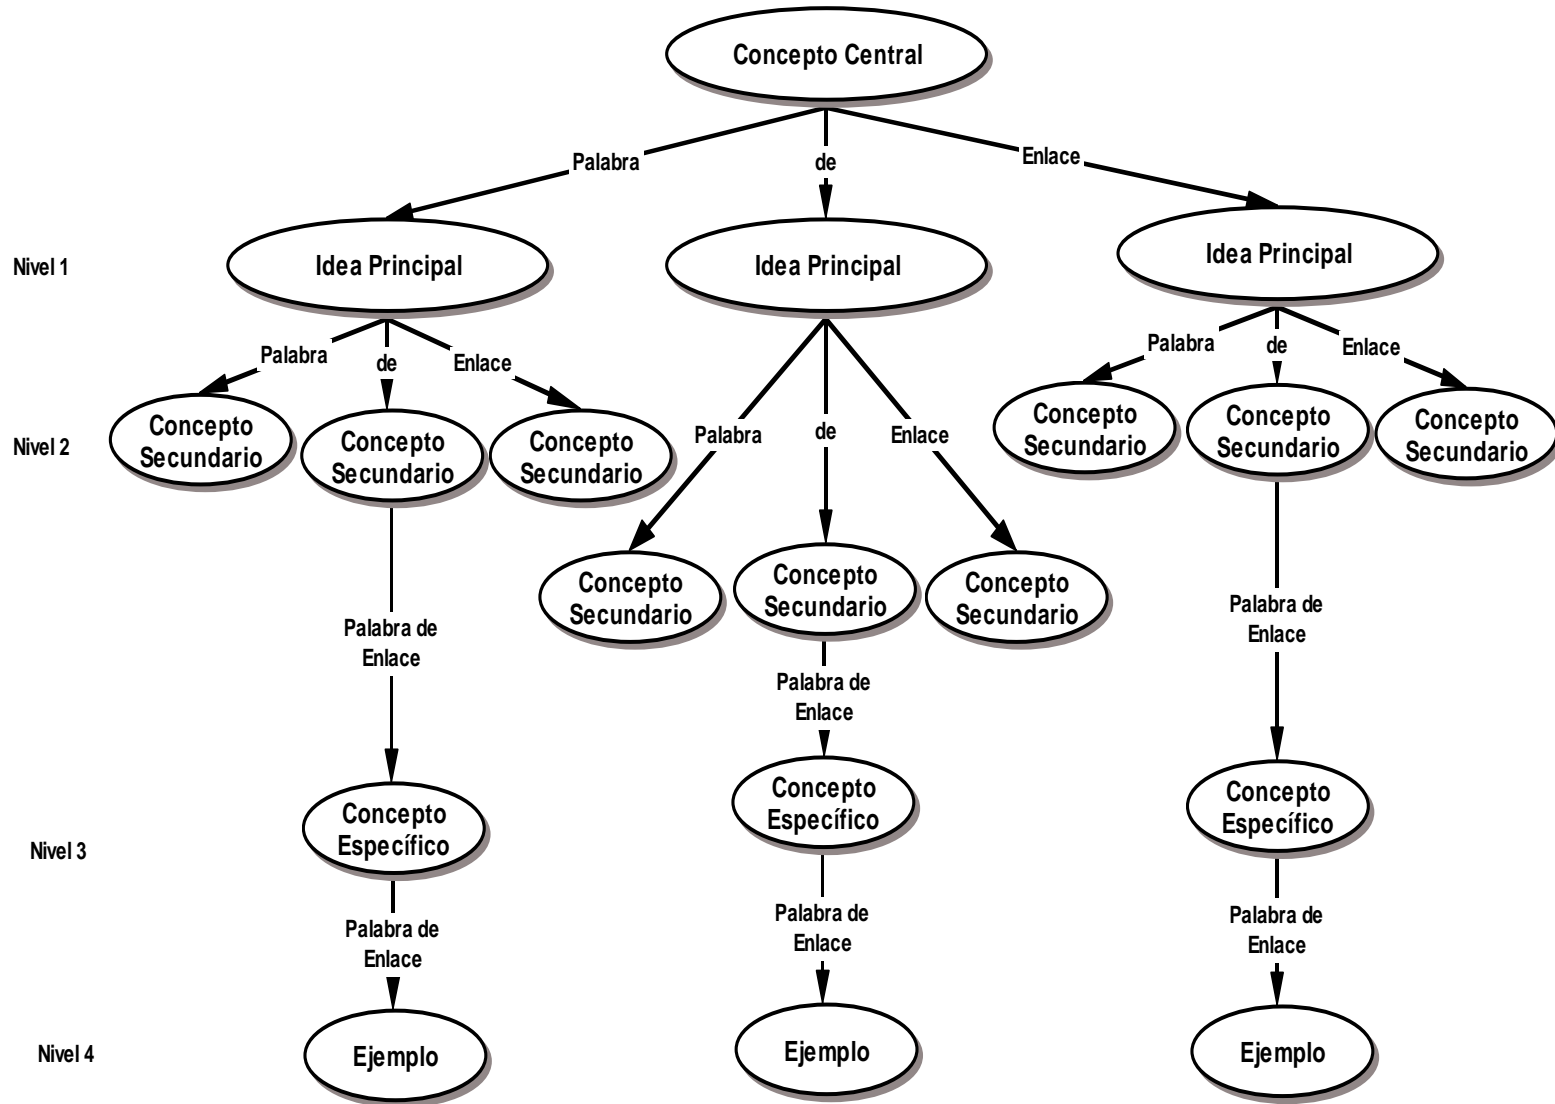 Concepto Central
Palabra
de
Enlace
Nivel 1
Idea Principal
Idea Principal
Idea Principal
Palabra
de
Enlace
Palabra
de
Enlace
Nivel 2
Concepto
Secundario
Concepto
Secundario
Concepto
Secundario
Palabra
de
Enlace
Concepto
Secundario
Concepto
Secundario
Concepto
Secundario
Concepto
Secundario
Concepto
Secundario
Concepto
Secundario
Palabra de
Enlace
Palabra de
Enlace
Palabra de
Enlace
Nivel 3
Concepto
Específico
Concepto
Específico
Concepto
Específico
Palabra de
Enlace
Palabra de
Enlace
Palabra de
Enlace
Nivel 4
Ejemplo
Ejemplo
Ejemplo